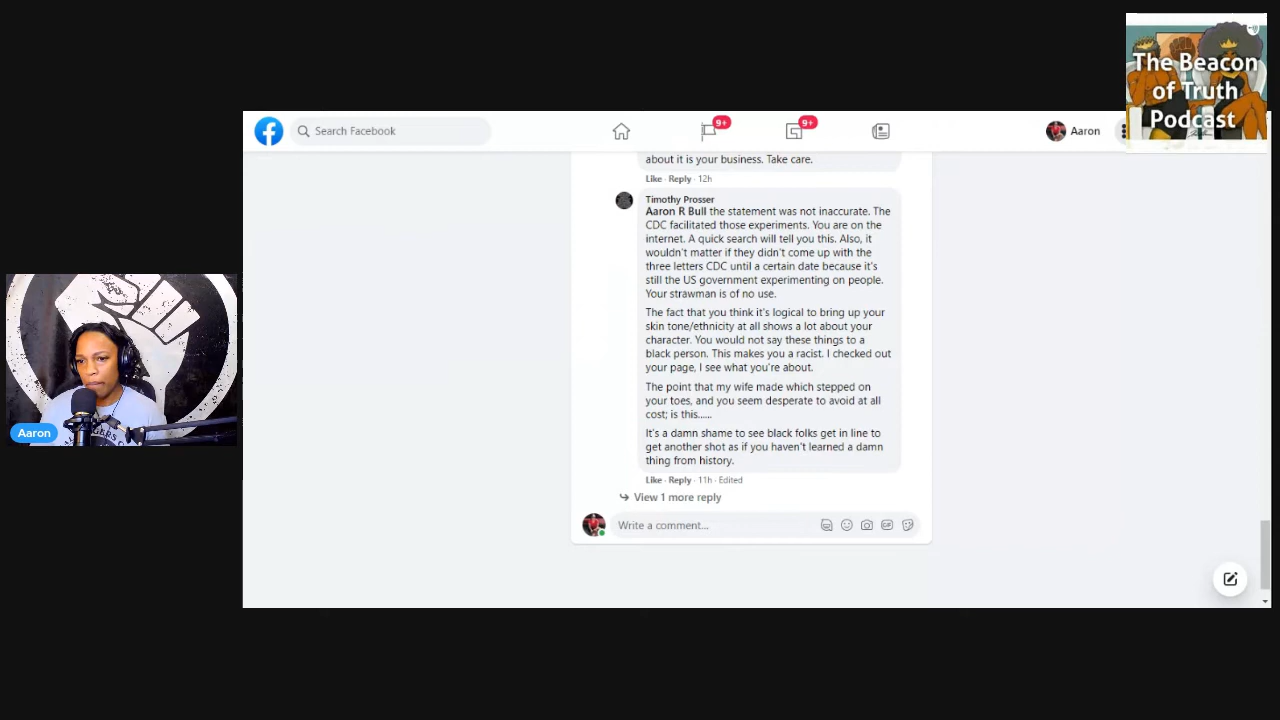 The Beacon
of Truth
Podcast
Search Facebook
9+
9+
Aaron
about it is your business. Take care.
Like · Reply · 12h
Timothy Prosser
Aaron R Bull the statement was not inaccurate. The
CDC facilitated those experiments. You are on the
internet. A quick search will tell you this. Also, it
wouldn't matter if they didn't come up with the
three letters CDC until a certain date because it's
still the US government experimenting on people.
Your strawman is of no use.
The fact that you think it's logical to bring up your
skin tone/ethnicity at all shows a lot about your
character. You would not say these things to a
black person. This makes you a racist. I checked out
your page, I see what you're about.
The point that my wife made which stepped on
your toes, and you seem desperate to avoid at all
cost; is this......
It's a damn shame to see black folks get in line to
get another shot as if you haven't learned a damn
thing from history.
Like · Reply · 11h · Edited
View 1 more reply
Write a comment...
GIF
Aaron